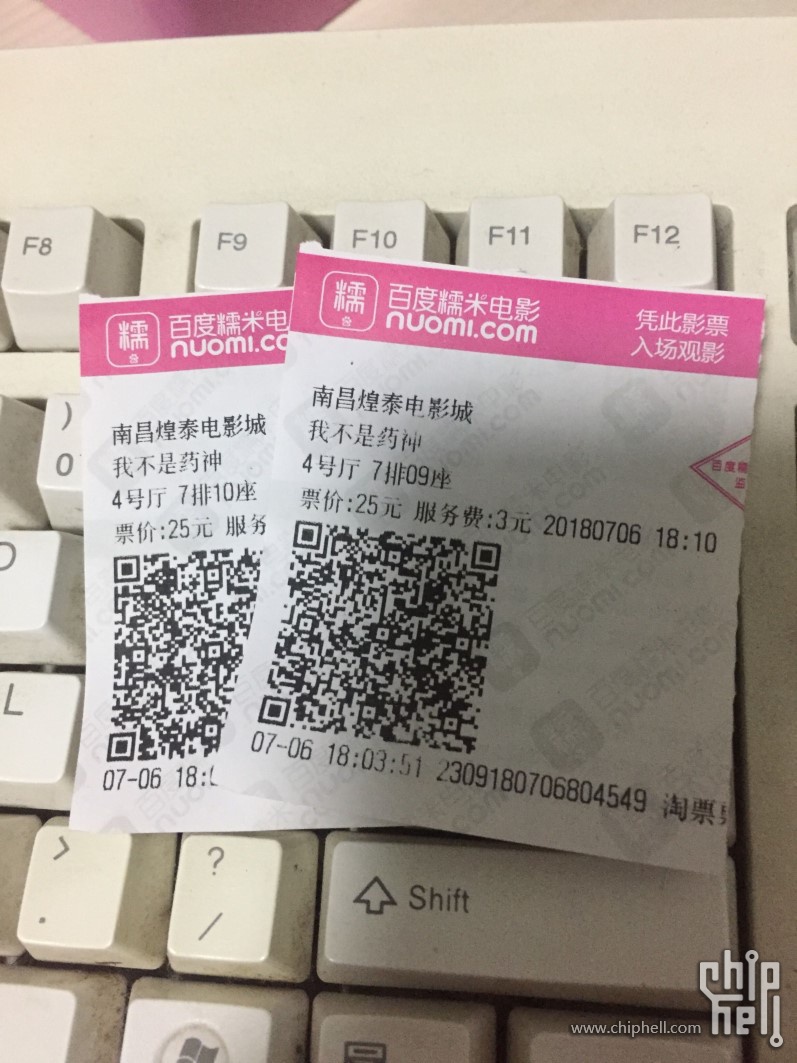 F8
F9
F10
F11
F12
)
0
糯
百度糯米电
nuomi.co
南昌煌泰电影城
我不是药神
4号厅 7排10座
票价:25元 服务
07-06 18:
糯
百度糯米电影
nuomi.com
凭此影票
入场观影
南昌煌泰电影城
我不是药神
4号厅 7排09座
票价:25元 服务费:3元 20180706 18:10
百度糯
07-06 18:03:51 2309180706804549 淘票
L
>
.
?
/
Shift
chip
hell
www.chiphell.com